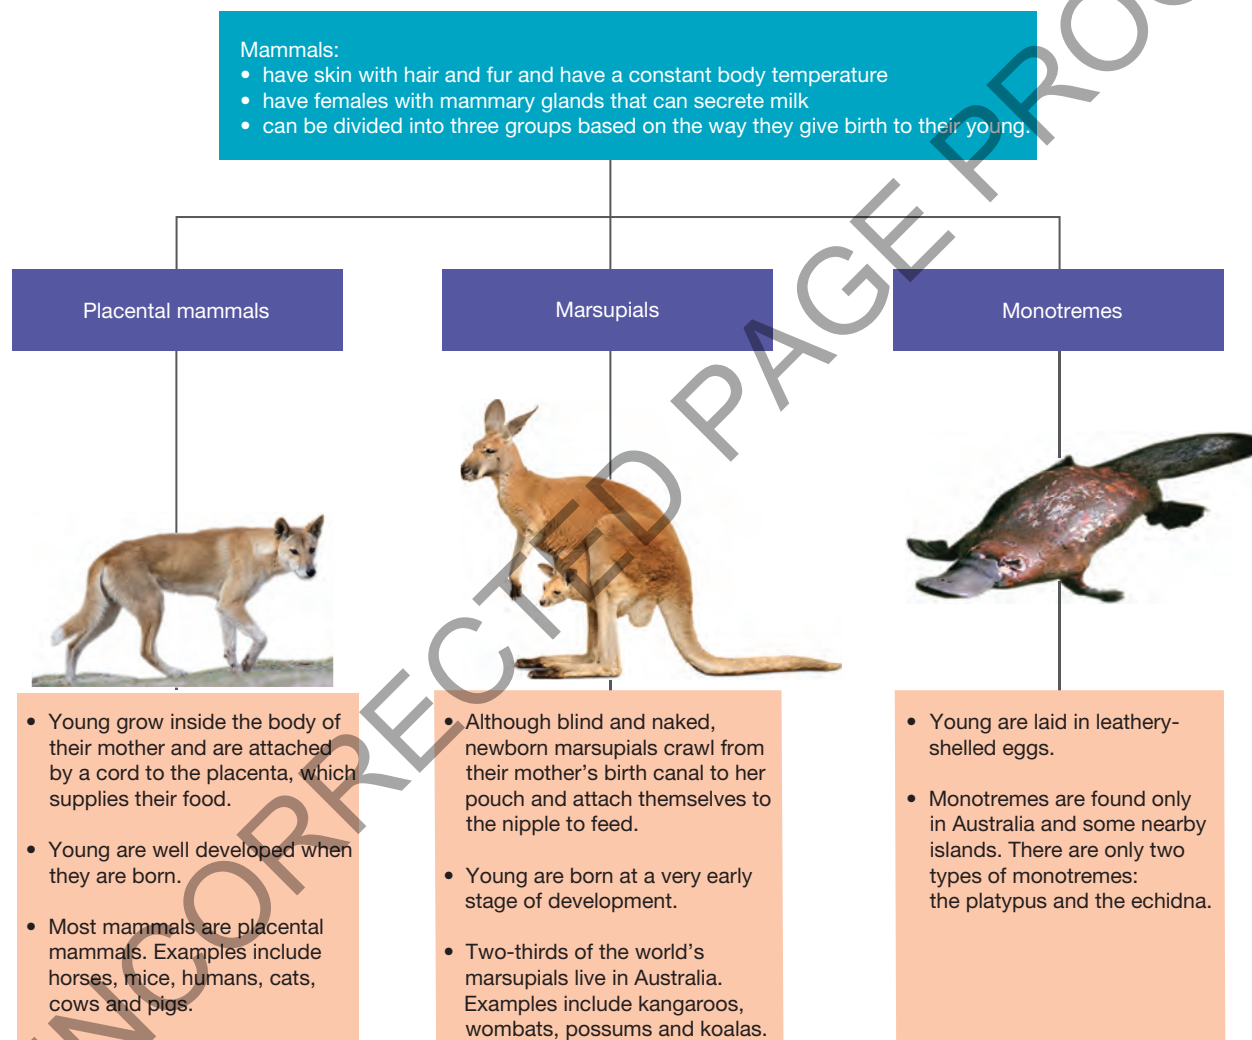 Mammals:
• have skin with hair and fur and have a constant body temperature
• have females with mammary glands that can secrete milk
• can be divided into three groups based on the way they give birth to their young.
Placental mammals
Marsupials
Monotremes
• Young grow inside the body of
their mother and are attached
by a cord to the placenta, which
supplies their food.
• Young are well developed when
they are born.
• Most mammals are placental
mammals. Examples include
horses, mice, humans, cats,
cows and pigs.
• Although blind and naked,
newborn marsupials crawl from
their mother's birth canal to her
pouch and attach themselves to
the nipple to feed.
• Young are born at a very early
stage of development.
• Two-thirds of the world's
marsupials live in Australia.
Examples include kangaroos,
wombats, possums and koalas.
• Young are laid in leathery-
shelled eggs.
• Monotremes are found only
in Australia and some nearby
islands. There are only two
types of monotremes:
the platypus and the echidna.
NCORRECTED PAGE PROO